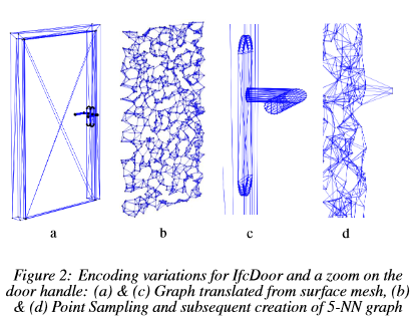 a b c d
Figure 2: Encoding variations for IfcDoor and a zoom on the
door handle: (a) & (c) Graph translated from surface mesh, (b)
& (d) Point Sampling and subsequent creation of 5-NN graph